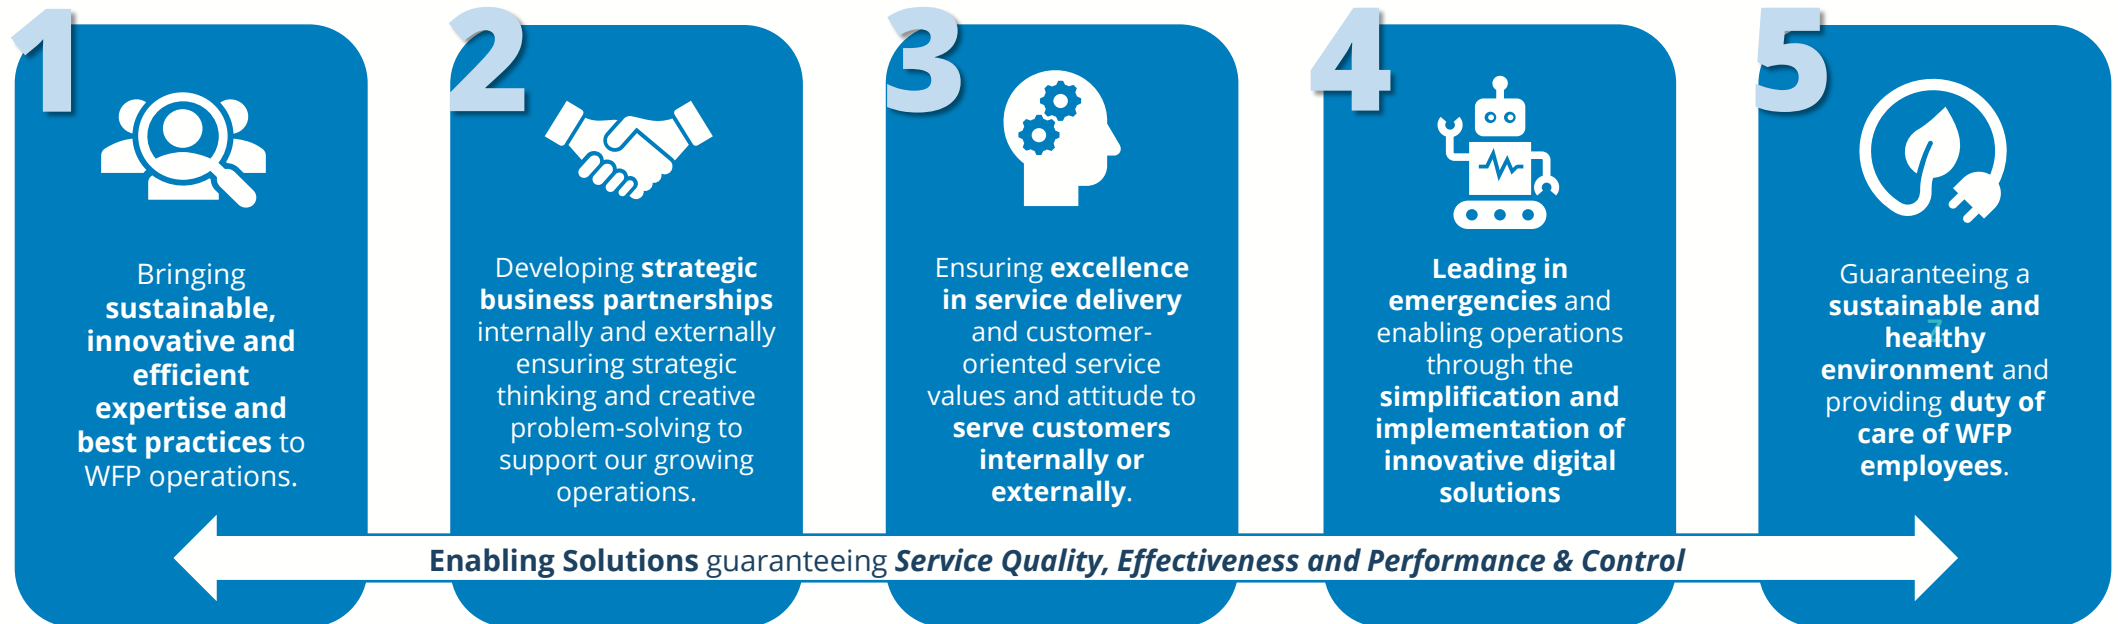 1
Bringing
sustainable,
innovative and
efficient
expertise and
best practices to
WFP operations.
2
Developing strategic
business partnerships
internally and externally
ensuring strategic
thinking and creative
problem-solving to
support our growing
operations.
3
Ensuring excellence
in service delivery
and customer-
oriented service
values and attitude to
serve customers
internally or
externally.
4
Leading in
emergencies and
enabling operations
through the
simplification and
implementation of
innovative digital
solutions
5
Guaranteeing a
sustainable and
healthy
environment and
providing duty of
care of WFP
employees.
Enabling Solutions guaranteeing Service Quality, Effectiveness and Performance & Control